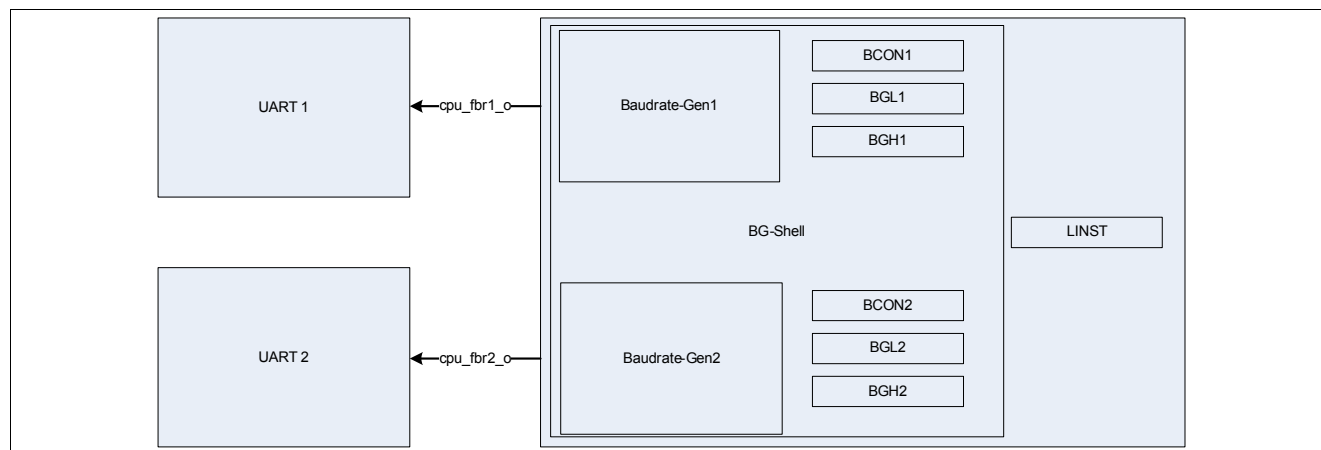 UART 1
cpu_fbr1_o
Baudrate-Gen1
BCON1
BGL1
BGH1
BG-Shell
LINST
UART 2
cpu_fbr2_o
Baudrate-Gen2
BCON2
BGL2
BGH2